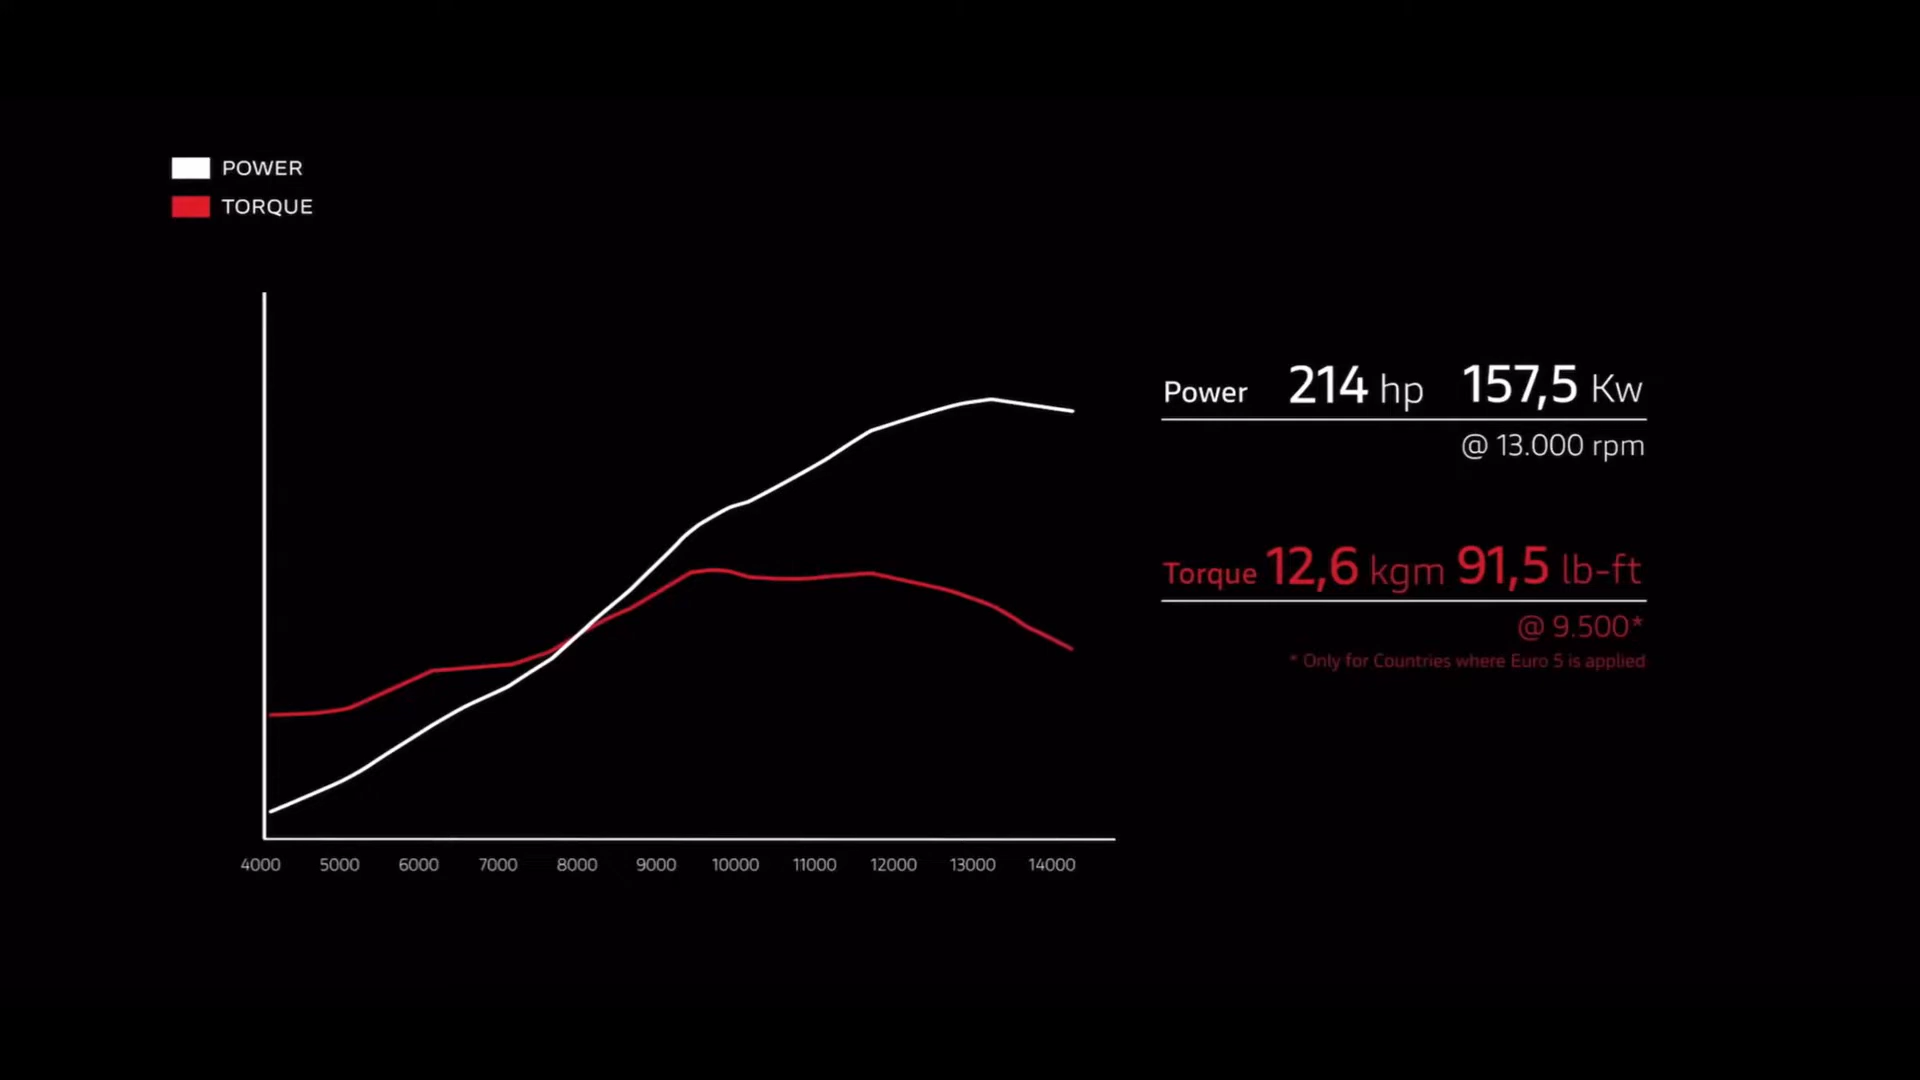 POWER
TORQUE
Power 214 hp 157,5 Kw
@ 13.000 rpm
Torque 12,6 kgm 91,5 lb-ft
@ 9.500*
* Only for Countries where Euro 5 is applied
4000 5000 6000 7000 8000 9000 10000 11000 12000 13000 14000